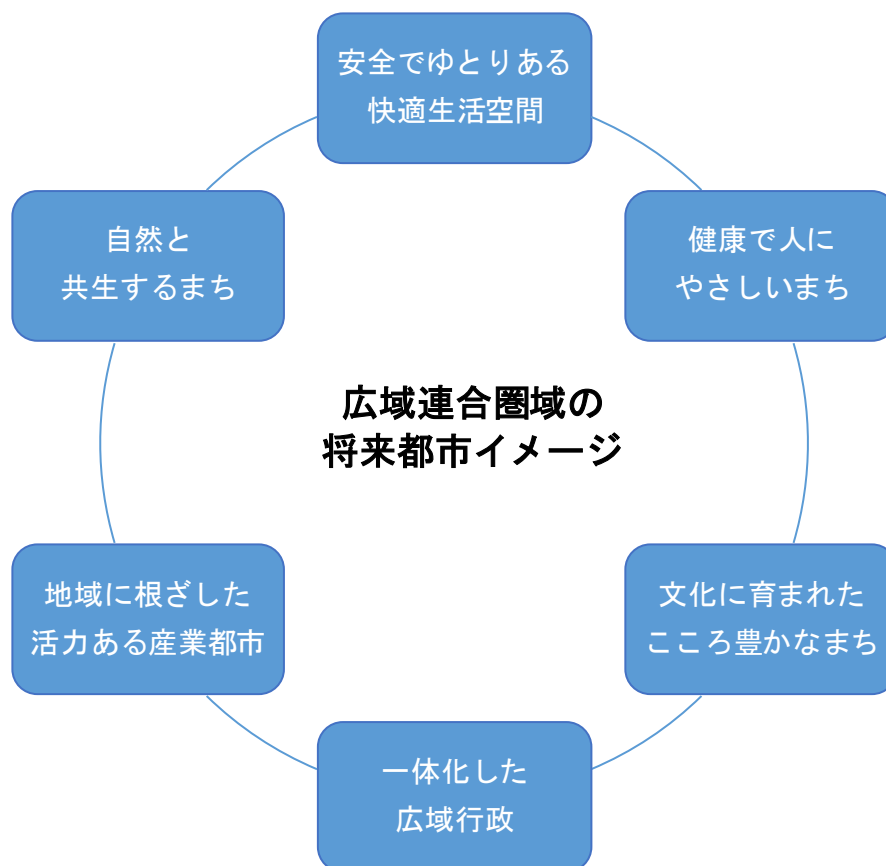 安全でゆとりある
快適生活空間
自然と
共生するまち
健康で人に
やさしいまち
広域連合圏域の
将来都市イメージ
地域に根ざした
活力ある産業都市
文化に育まれた
こころ豊かなまち
一体化した
広域行政